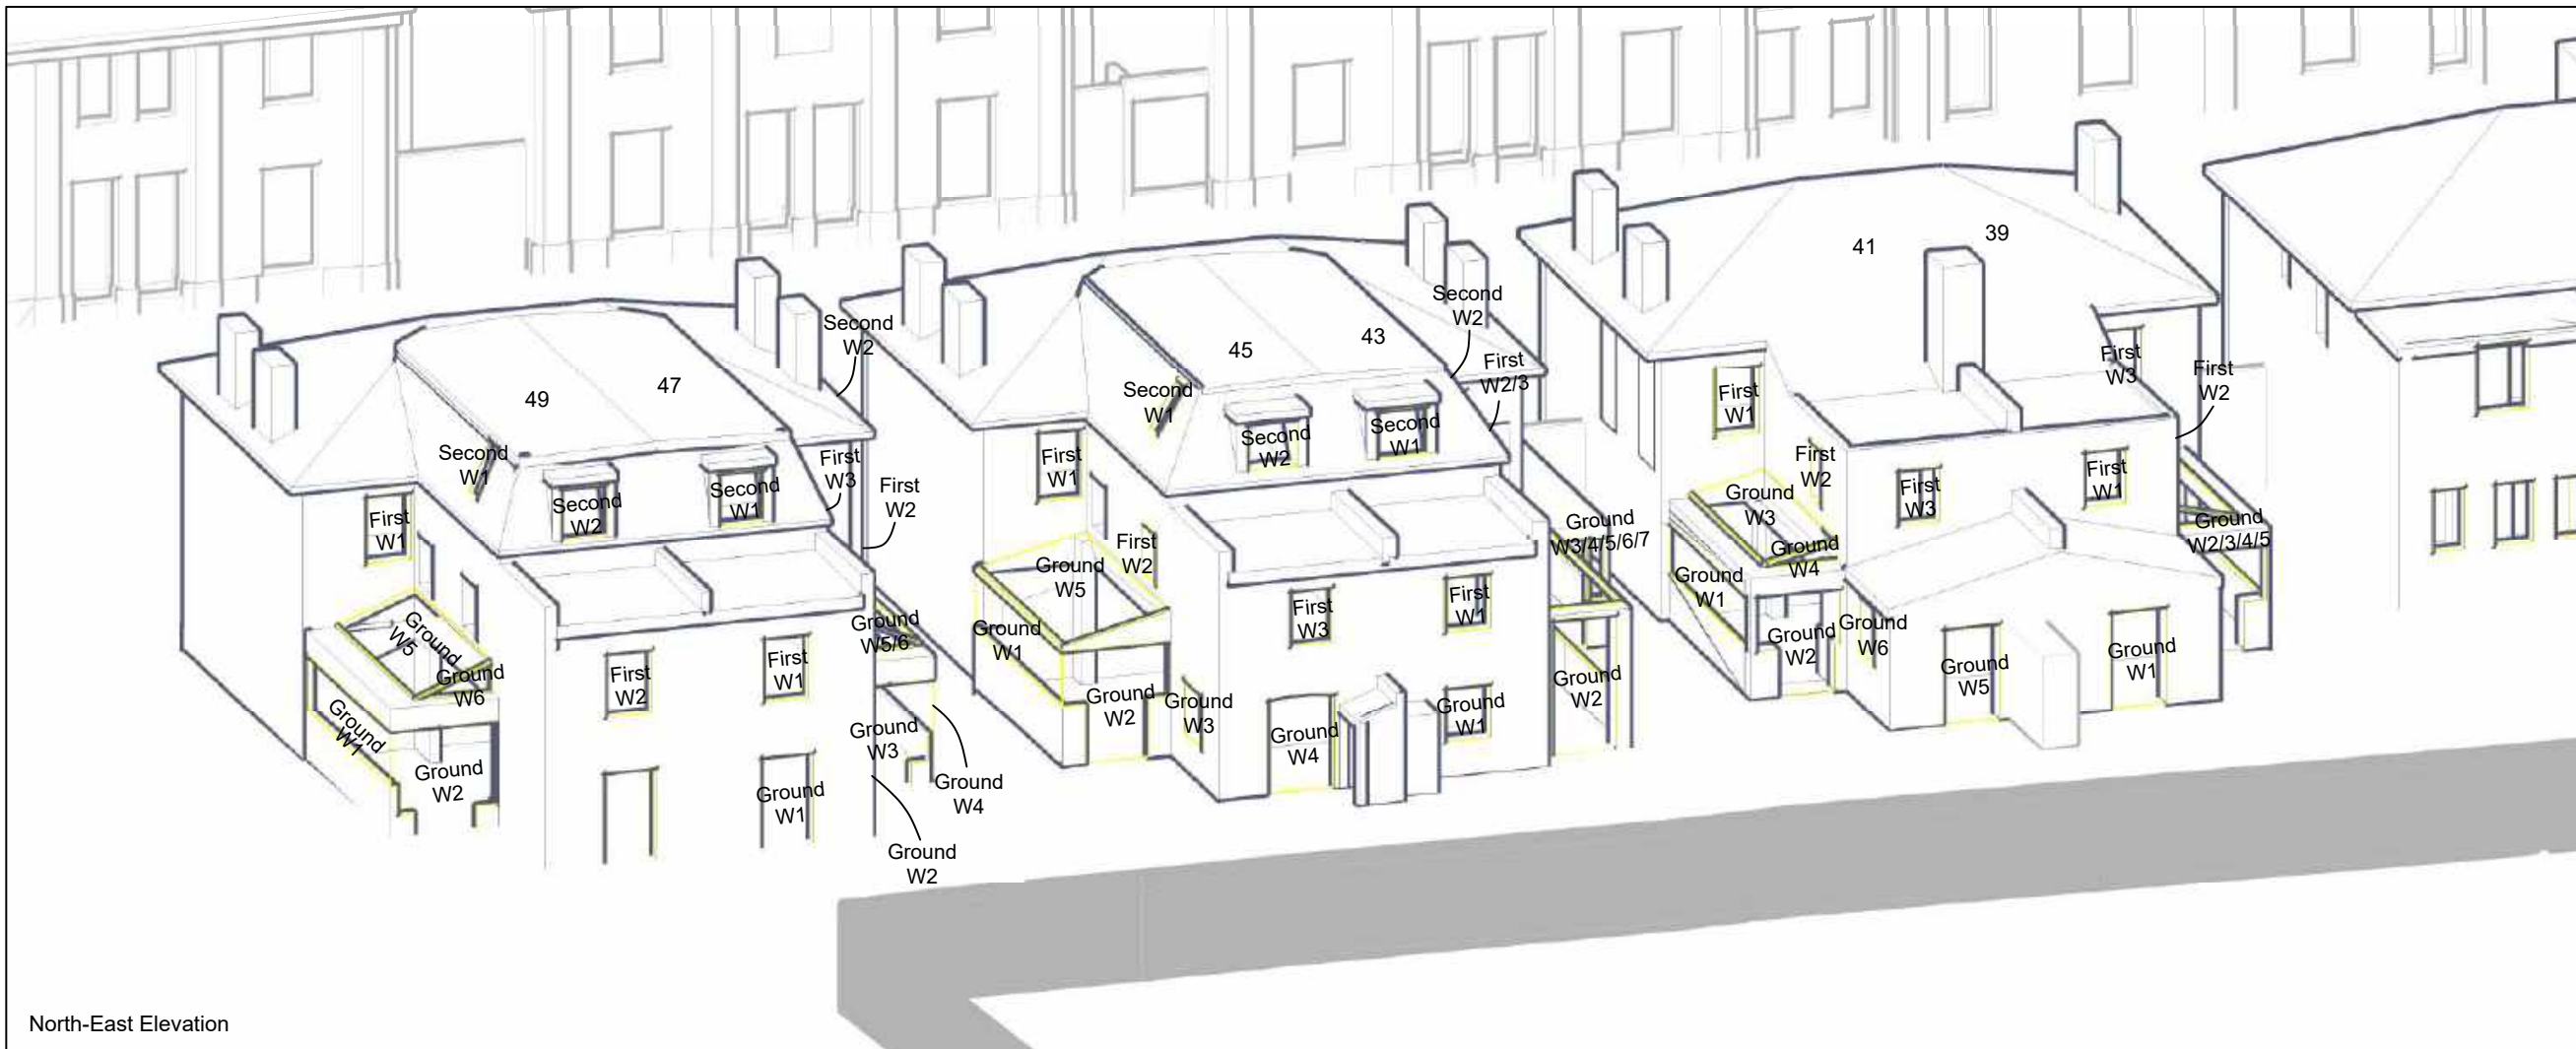 41
39
Second
W2
Second
W2
49
47
45
43
First
W2/3
First
W3
First
W2
Second
W1
Second
W2
Second
W1
First
W3
First
W2
Second
W1
Second
W2
Second
W1
First
W1
First
W1
First
W2
First
W1
First
W2
Ground
W3
Ground
W4
First
W3
First
W1
Ground
W2/3/4/5
Ground
W3/4/5/6/7
Ground
W5
Ground
W6
Ground
W1
Ground
W2
First
W2
First
W1
Ground
W5/6
Ground
W5
Ground
W1
Ground
W2
Ground
W3
First
W3
First
W1
Ground
W4
Ground
W1
Ground
W2
Ground
W1
Ground
W2
Ground
W6
Ground
W5
Ground
W1
Ground
W1
Ground
W3
Ground
W4
Ground
W2
North-East Elevation